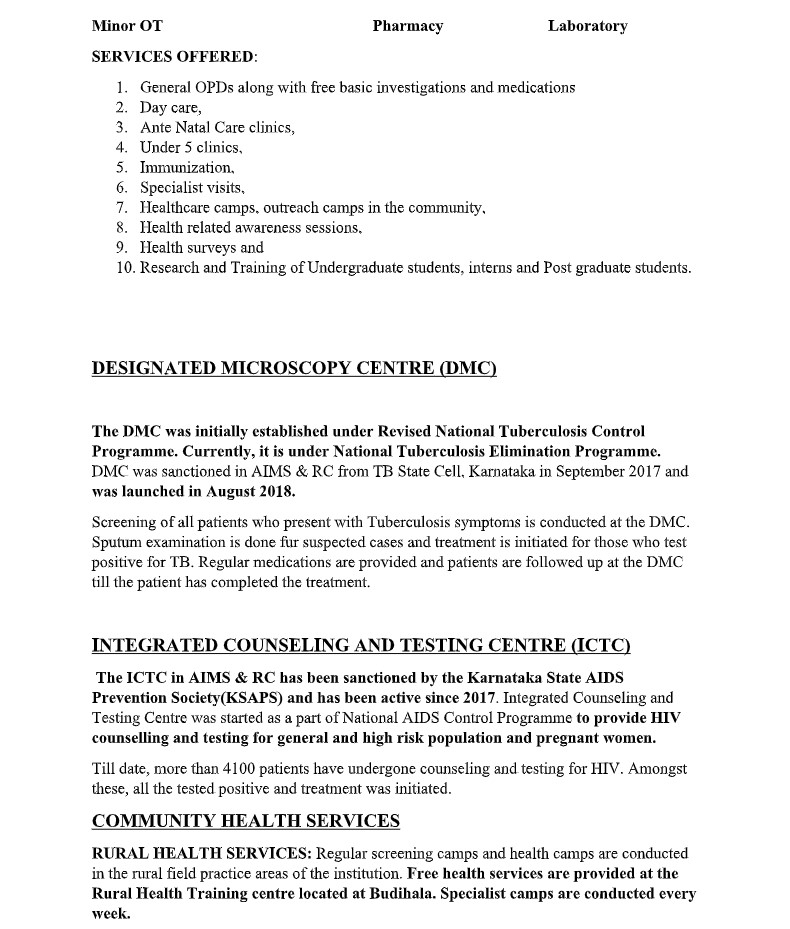 Minor OT Pharmacy Laboratory
SERVICES OFFERED:
1. General OPDs along with free basic investigations and medications
2. Day care,
3. Ante Natal Care clinics,
4. Under 5 clinics,
5. Immunization,
6. Specialist visits,
7. Healthcare camps, outreach camps in the community,
8. Health related awareness sessions,
9. Health surveys and
10. Research and Training of Undergraduate students, interns and Post graduate students.
DESIGNATED MICROSCOPY CENTRE (DMC)
The DMC was initially established under Revised National Tuberculosis Control
Programme. Currently, it is under National Tuberculosis Elimination Programme.
DMC was sanctioned in AIMS & RC from TB State Cell, Karnataka in September 2017 and
was launched in August 2018.
Screening of all patients who present with Tuberculosis symptoms is conducted at the DMC.
Sputum examination is done fur suspected cases and treatment is initiated for those who test
positive for TB. Regular medications are provided and patients are followed up at the DMC
till the patient has completed the treatment.
INTEGRATED COUNSELING AND TESTING CENTRE (ICTC)
The ICTC in AIMS & RC has been sanctioned by the Karnataka State AIDS
Prevention Society(KSAPS) and has been active since 2017. Integrated Counseling and
Testing Centre was started as a part of National AIDS Control Programme to provide HIV
counselling and testing for general and high risk population and pregnant women.
Till date, more than 4100 patients have undergone counseling and testing for HIV. Amongst
these, all the tested positive and treatment was initiated.
COMMUNITY HEALTH SERVICES
RURAL HEALTH SERVICES: Regular screening camps and health camps are conducted
in the rural field practice areas of the institution. Free health services are provided at the
Rural Health Training centre located at Budihala. Specialist camps are conducted every
week.